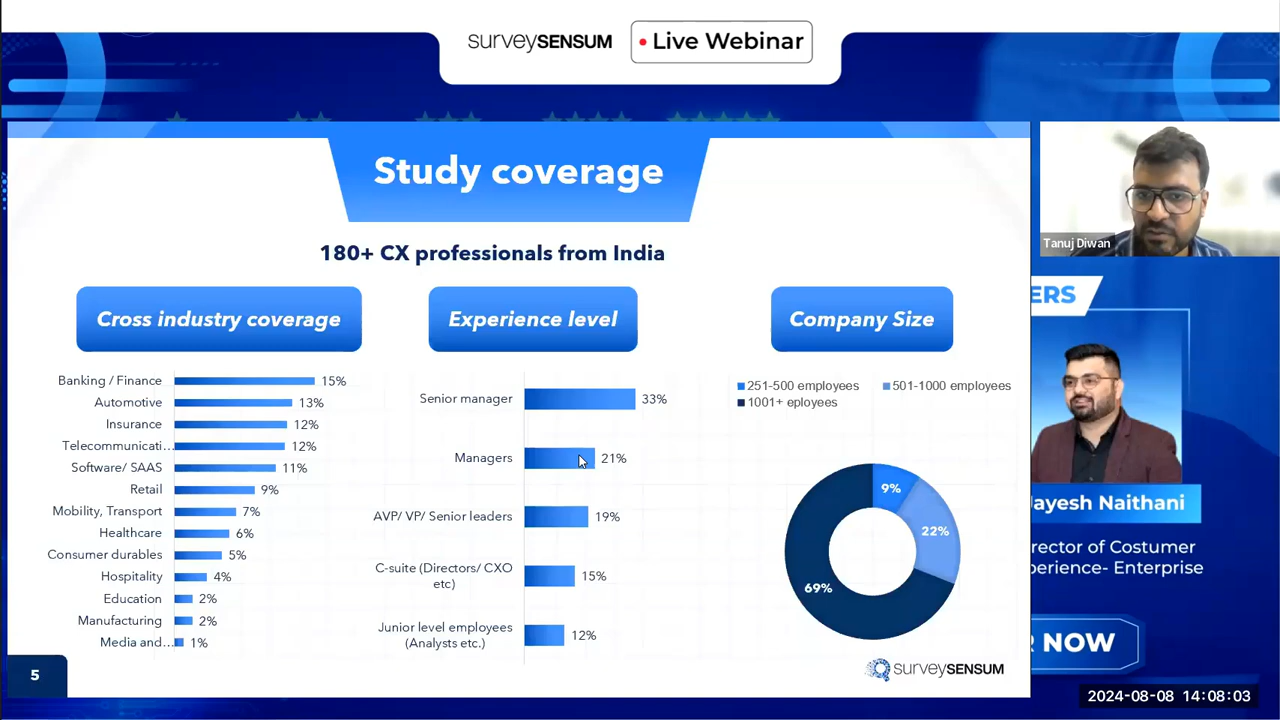 surveySENSUM
Live Webinar
Study coverage
180+ CX professionals from India
Cross industry coverage
Banking / Finance 15%
Automotive 13%
Insurance 12%
Telecommunicati... 12%
Software/ SAAS 11%
Retail 9%
Mobility, Transport 7%
Healthcare 6%
Consumer durables 5%
Hospitality 4%
Education 2%
Manufacturing 2%
Media and... 1%
Experience level
Senior manager 33%
Managers 21%
AVP/ VP/ Senior leaders 19%
C-suite (Directors/ CXO
etc) 15%
Junior level employees
(Analysts etc.) 12%
Company Size
251-500 employees
501-1000 employees
1001+ eployees
9%
22%
69%
surveySENSUM
5
Tanuj Diwan
ERS
Jayesh Naithani
rector of Costumer
perience- Enterprise
R NOW
2024-08-08 14:08:03